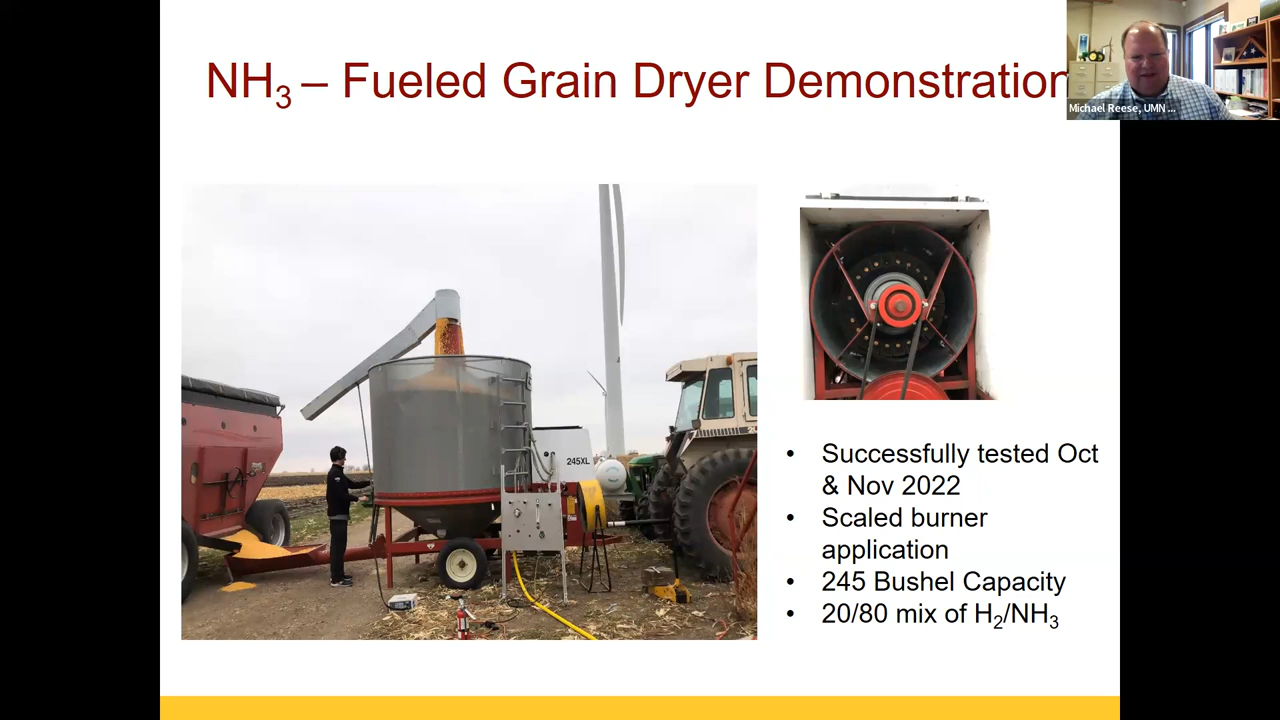 NH₃ – Fueled Grain Dryer Demonstration
Michael Reese, UMN ...
245XL
• Successfully tested Oct
& Nov 2022
• Scaled burner
application
• 245 Bushel Capacity
• 20/80 mix of H₂/NH₃